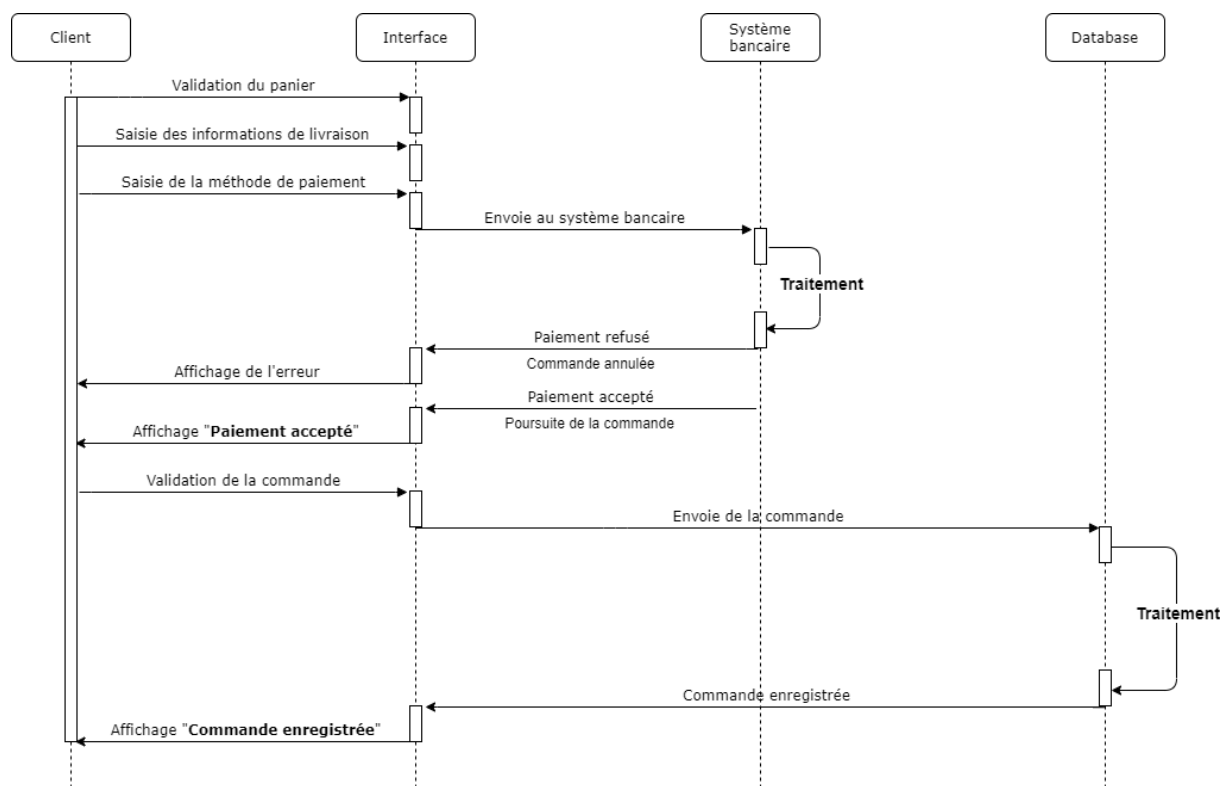 Client
Interface
Système
bancaire
Database
Validation du panier
Saisie des informations de livraison
Saisie de la méthode de paiement
Envoie au système bancaire
Traitement
Paiement refusé
Commande annulée
Affichage de l'erreur
Paiement accepté
Poursuite de la commande
Affichage "Paiement accepté"
Validation de la commande
Envoie de la commande
Traitement
Commande enregistrée
Affichage "Commande enregistrée"